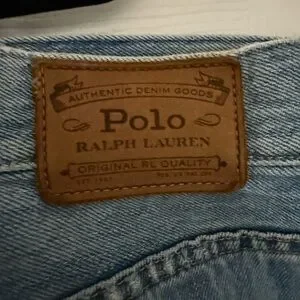 AUTHENTIC DENIM GOODS
Polo
RALPH LAUREN
ORIGINAL RL QUALITY